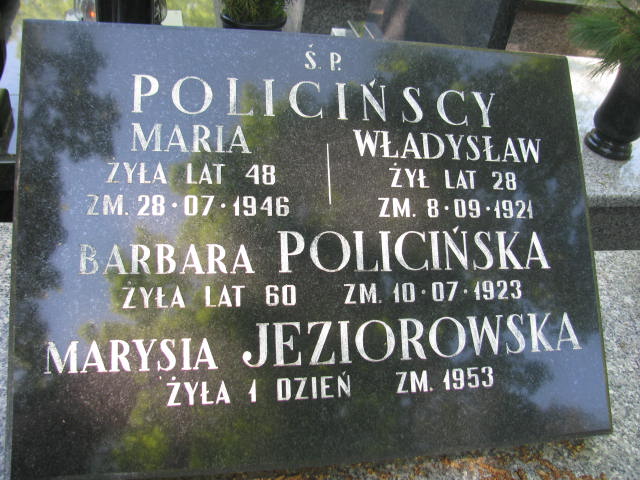 Ś. P.
POLICIŃSCY
MARIA
ŻYŁA LAT 48
ZM. 28·07·1946
WŁADYSŁAW
ŻYŁ LAT 28
ZM. 8·09·1921
BARBARA POLICIŃSKA
ŻYŁA LAT 60 ZM. 10·07·1923
MARYSIA JEZIOROWSKA
ŻYŁA 1 DZIEŃ ZM. 1953